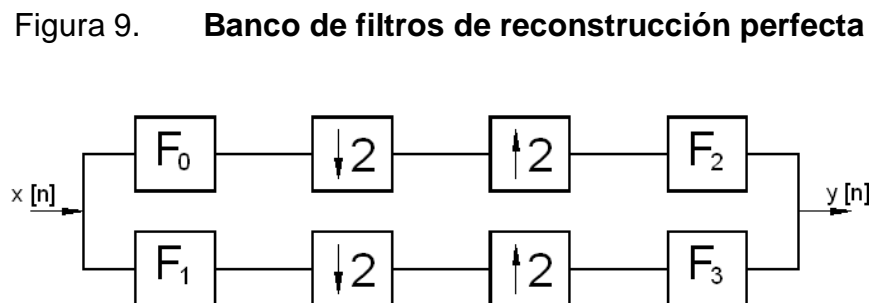 Figura 9. Banco de filtros de reconstrucción perfecta
F₀ ↓2 ↑2 F₂
x [n] y [n]
F₁ ↓2 ↑2 F₃